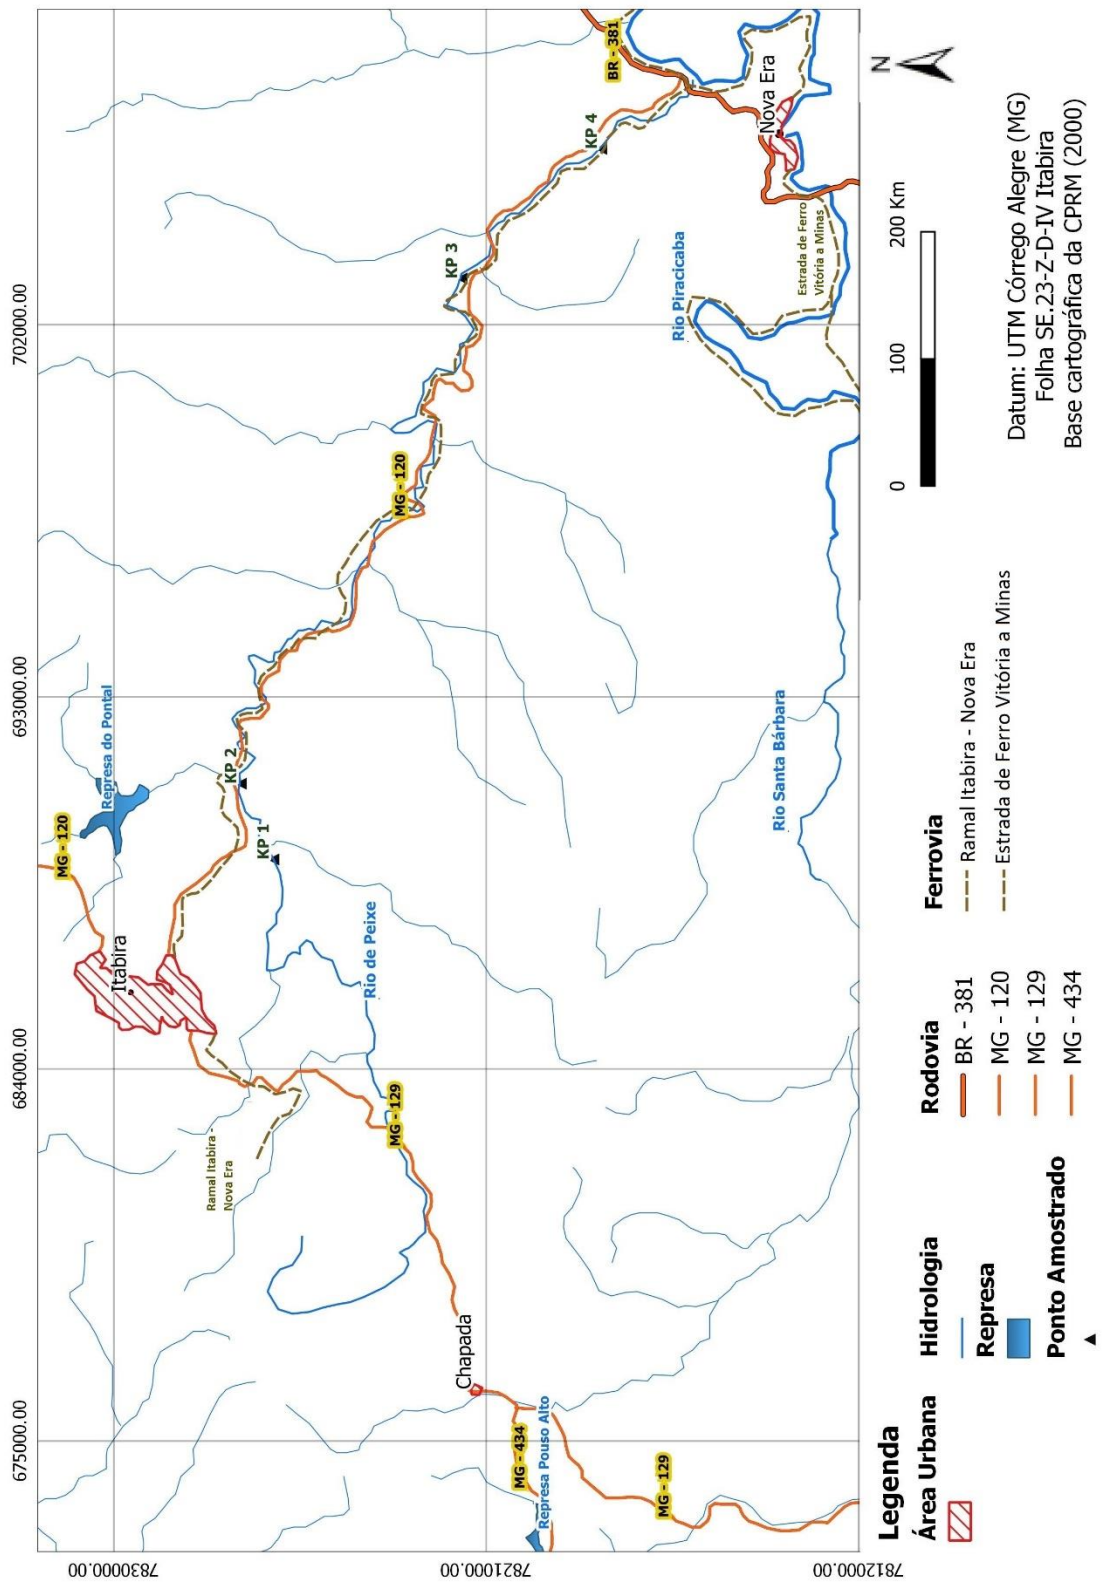 675000.00
684000.00
693000.00
702000.00
7830000.00
7821000.00
7812000.00
MG - 120
Itabira
Represa do Pontal
Ramal Itabira -
Nova Era
KP 1
KP 2
Rio de Peixe
MG - 129
MG - 120
KP 3
KP 4
BR - 381
Chapada
MG - 434
Represa Pouso Alto
MG - 129
Rio Santa Bárbara
Rio Piracicaba
Estrada de Ferro
Vitória a Minas
Nova Era
N
Legenda
Área Urbana
Hidrologia
Represa
Ponto Amostrado
Rodovia
BR - 381
MG - 120
MG - 129
MG - 434
Ferrovia
Ramal Itabira - Nova Era
Estrada de Ferro Vitória a Minas
0 100 200 Km
Datum: UTM Córrego Alegre (MG)
Folha SE.23-Z-D-IV Itabira
Base cartográfica da CPRM (2000)